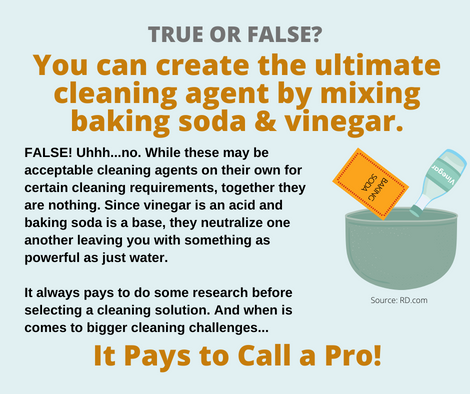 TRUE OR FALSE?
You can create the ultimate
cleaning agent by mixing
baking soda & vinegar.
FALSE! Uhhh...no. While these may be
acceptable cleaning agents on their own for
certain cleaning requirements, together they
are nothing. Since vinegar is an acid and
baking soda is a base, they neutralize one
another leaving you with something as
powerful as just water.
BAKING
SODA
Vinegar
Source: RD.com
It always pays to do some research before
selecting a cleaning solution. And when is
comes to bigger cleaning challenges...
It Pays to Call a Pro!